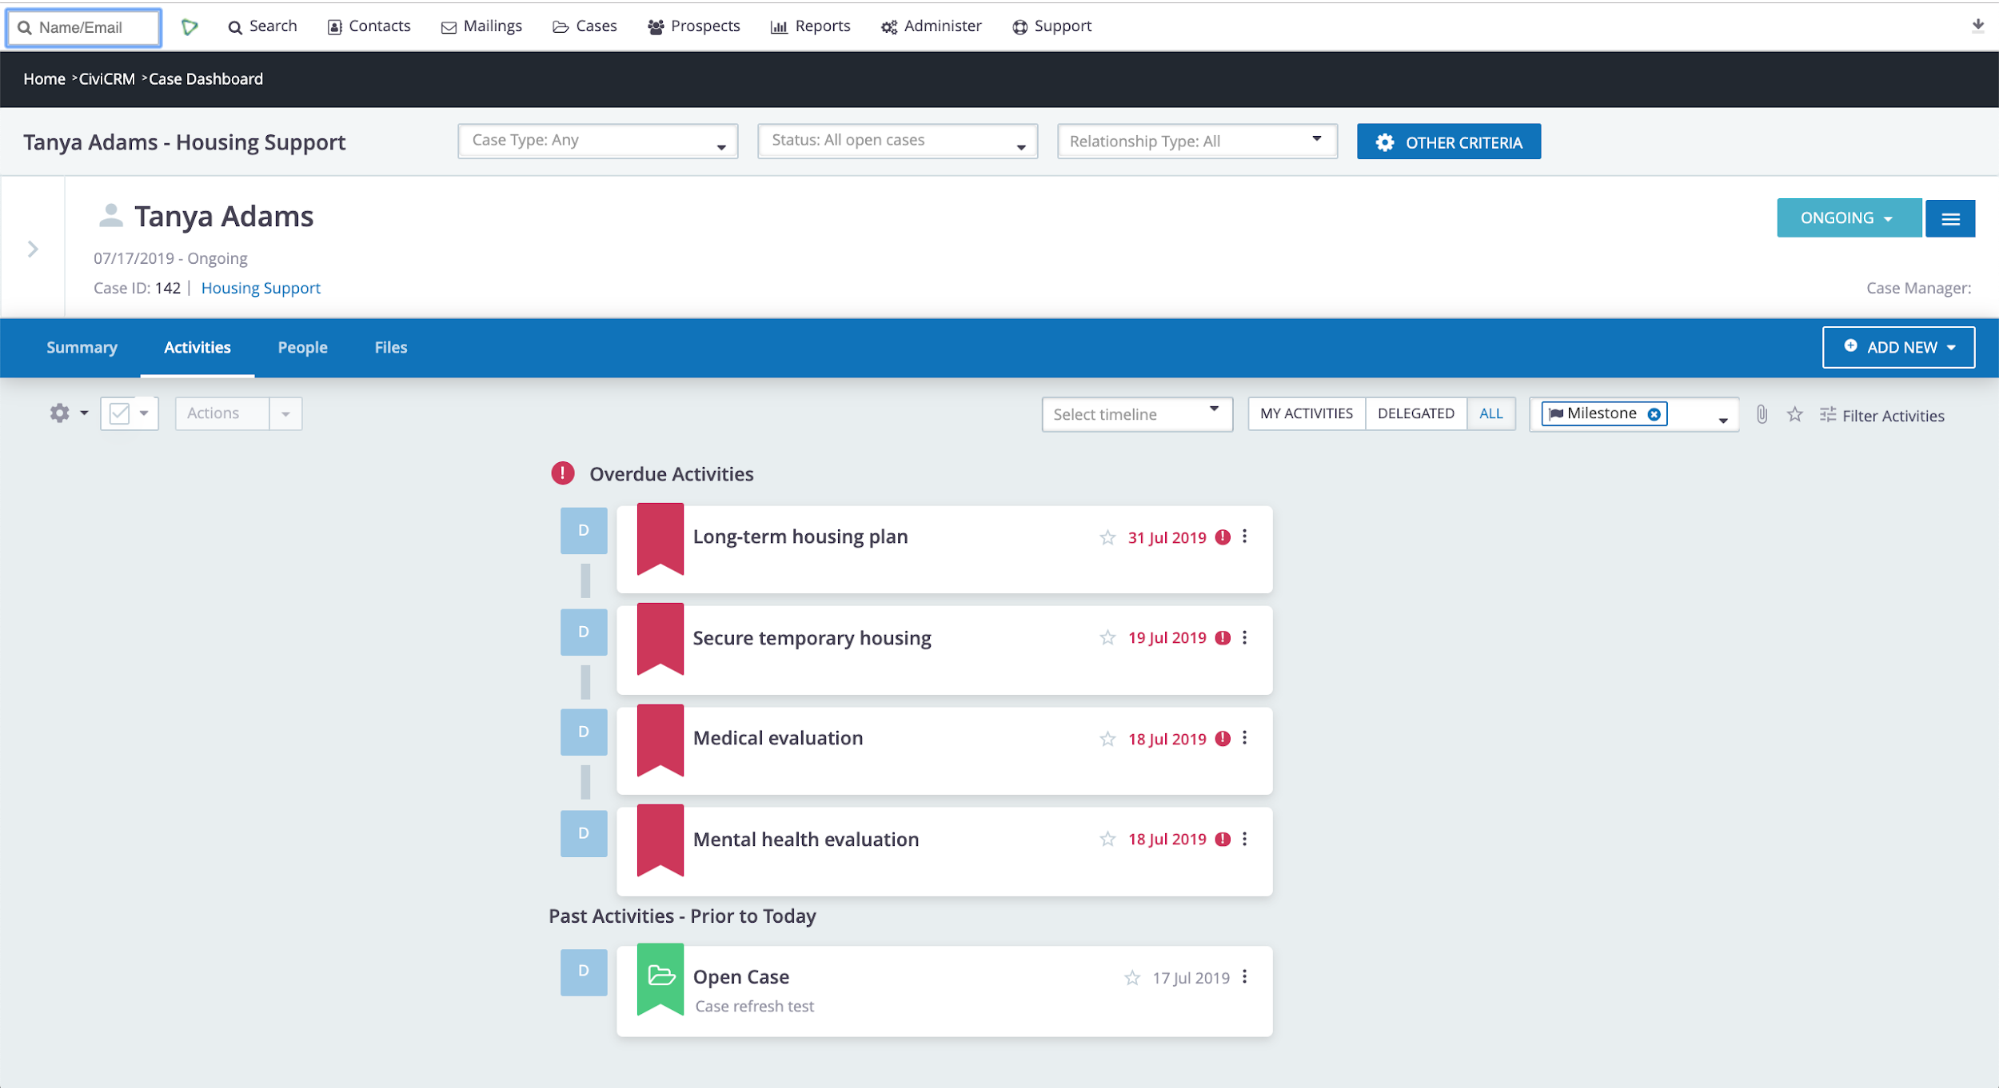 Name/Email Search Contacts Mailings Cases Prospects Reports Administer Support
Home > CiviCRM > Case Dashboard
Tanya Adams - Housing Support Case Type: Any Status: All open cases Relationship Type: All OTHER CRITERIA
Tanya Adams ONGOING
07/17/2019 - Ongoing
Case ID: 142 | Housing Support Case Manager:
Summary Activities People Files ADD NEW
Actions Select timeline MY ACTIVITIES DELEGATED ALL Milestone Filter Activities
Overdue Activities
D Long-term housing plan 31 Jul 2019
D Secure temporary housing 19 Jul 2019
D Medical evaluation 18 Jul 2019
D Mental health evaluation 18 Jul 2019
Past Activities - Prior to Today
D Open Case 17 Jul 2019
Case refresh test